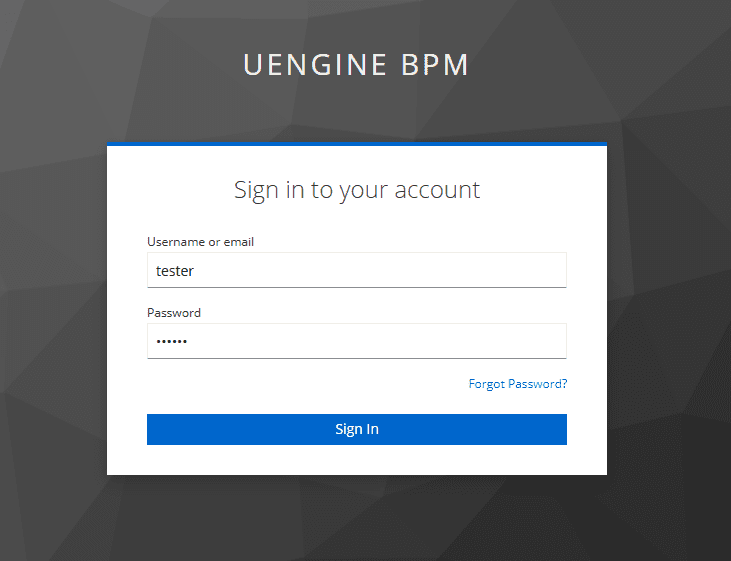 UENGINE BPM
Sign in to your account
Username or email
tester
Password
••••••
Forgot Password?
Sign In